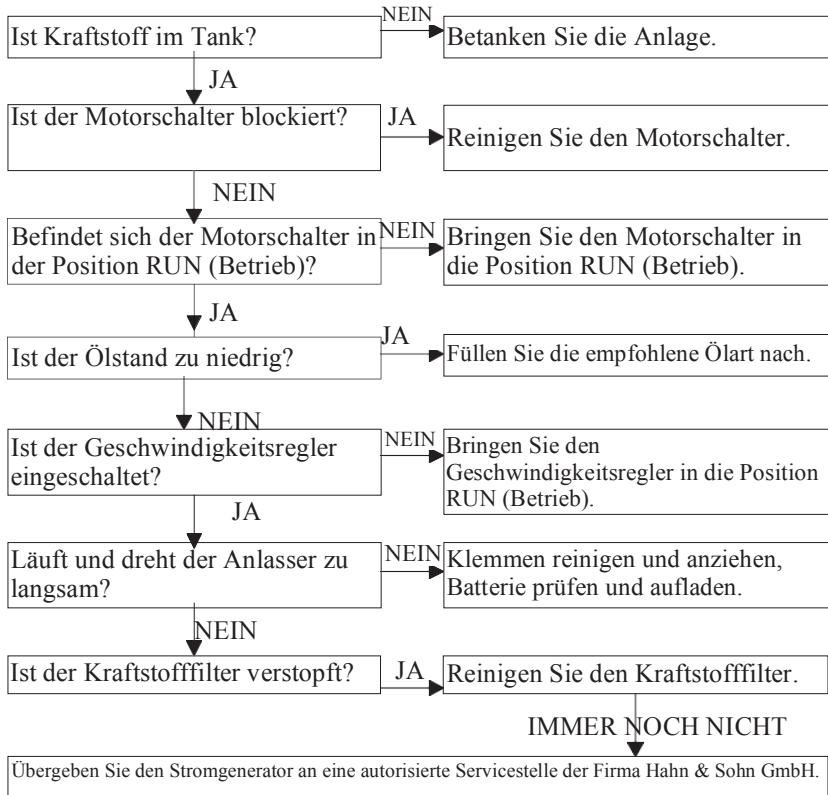 NEIN
Ist Kraftstoff im Tank?
Betanken Sie die Anlage.
JA
Ist der Motorschalter blockiert?
JA
Reinigen Sie den Motorschalter.
NEIN
Befindet sich der Motorschalter in
der Position RUN (Betrieb)?
NEIN
Bringen Sie den Motorschalter in
die Position RUN (Betrieb).
JA
Ist der Ölstand zu niedrig?
JA
Füllen Sie die empfohlene Ölart nach.
NEIN
Ist der Geschwindigkeitsregler
eingeschaltet?
NEIN
Bringen Sie den
Geschwindigkeitsregler in die Position
RUN (Betrieb).
JA
Läuft und dreht der Anlasser zu
langsam?
NEIN
Klemmen reinigen und anziehen,
Batterie prüfen und aufladen.
NEIN
Ist der Kraftstofffilter verstopft?
JA
Reinigen Sie den Kraftstofffilter.
IMMER NOCH NICHT
Übergeben Sie den Stromgenerator an eine autorisierte Servicestelle der Firma Hahn & Sohn GmbH.